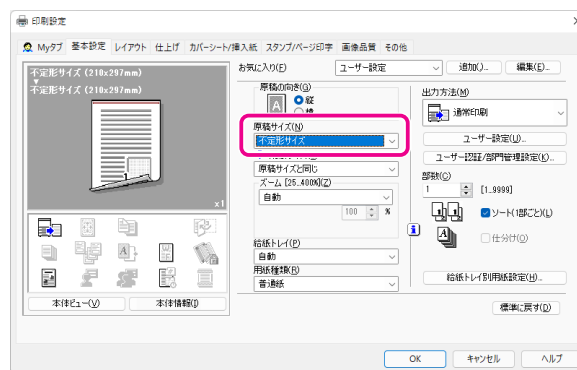 印刷設定
Myタブ 基本設定 レイアウト 仕上げ カバーシート/挿入紙 スタンプ/ページ印字 画像品質 その他
不定形サイズ (210x297mm)
不定形サイズ (210x297mm)
x1
本体ビュー(V)
本体情報(I)
お気に入り(F)
ユーザー設定
追加()...
編集(E)...
原稿の向き(G)
縦
原稿サイズ(N)
不定形サイズ
原稿サイズと同じ
ズーム [25..400%](Z)
自動
100 %
給紙トレイ(P)
自動
用紙種類(R)
普通紙
出力方法(M)
通常印刷
ユーザー設定(U)...
ユーザー認証/部門管理設定(K)...
部数(C)
1 [1..9999]
ソート(1部ごと)(L)
仕分け(O)
給紙トレイ別用紙設定(H)...
標準に戻す(D)
OK
キャンセル
ヘルプ